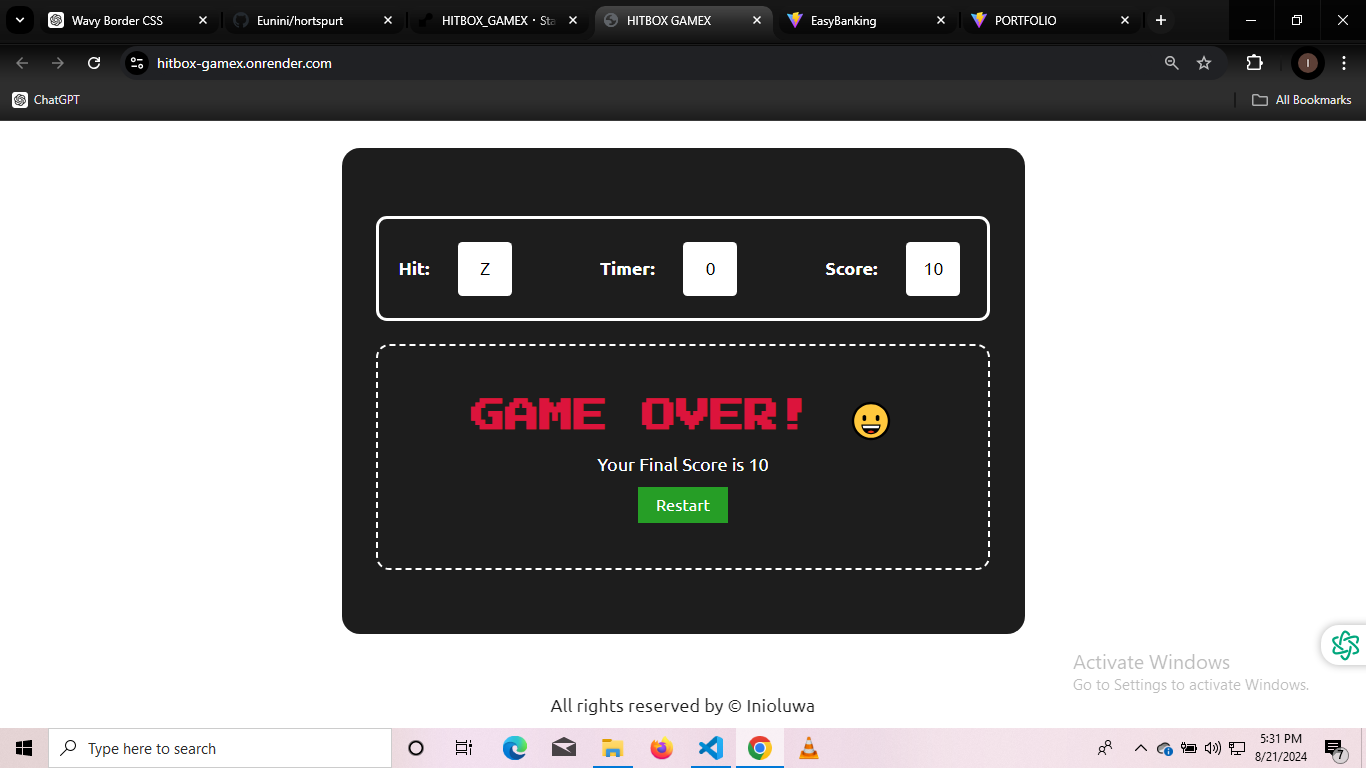 Wavy Border CSS
Eunini/hortspurt
HITBOX_GAMEX · Sta
HITBOX GAMEX
EasyBanking
PORTFOLIO
hitbox-gamex.onrender.com
I
ChatGPT
All Bookmarks
Hit: Z Timer: 0 Score: 10
GAME OVER!
Your Final Score is 10
Restart
Activate Windows
Go to Settings to activate Windows.
All rights reserved by © Inioluwa
Type here to search
5:31 PM
8/21/2024
7